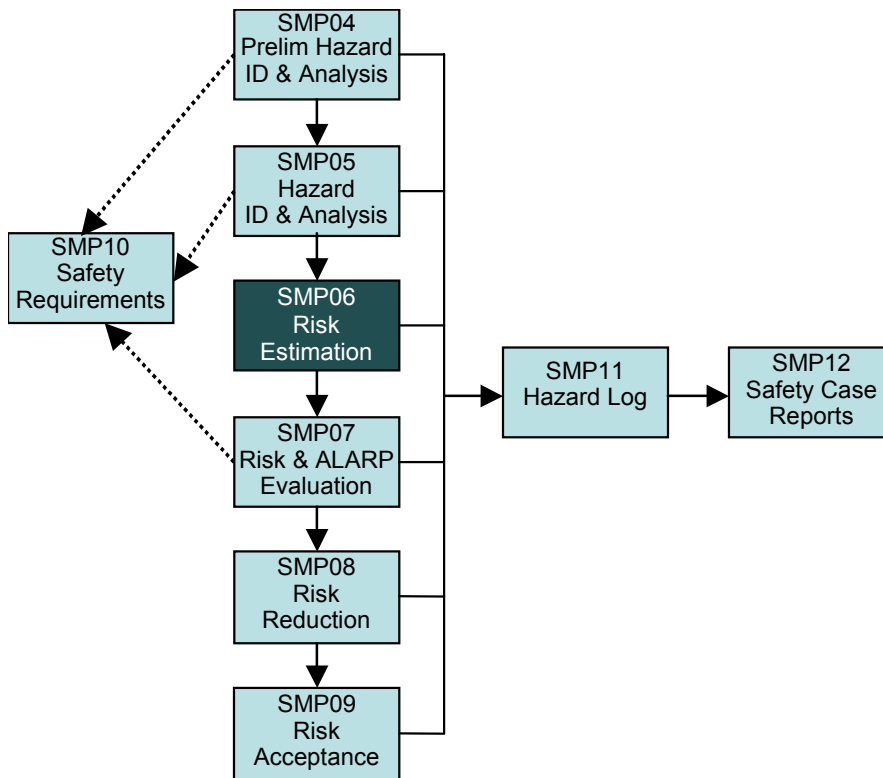 SMP04
Prelim Hazard
ID & Analysis
SMP05
Hazard
ID & Analysis
SMP10
Safety
Requirements
SMP06
Risk
Estimation
SMP11
Hazard Log
SMP12
Safety Case
Reports
SMP07
Risk & ALARP
Evaluation
SMP08
Risk
Reduction
SMP09
Risk
Acceptance